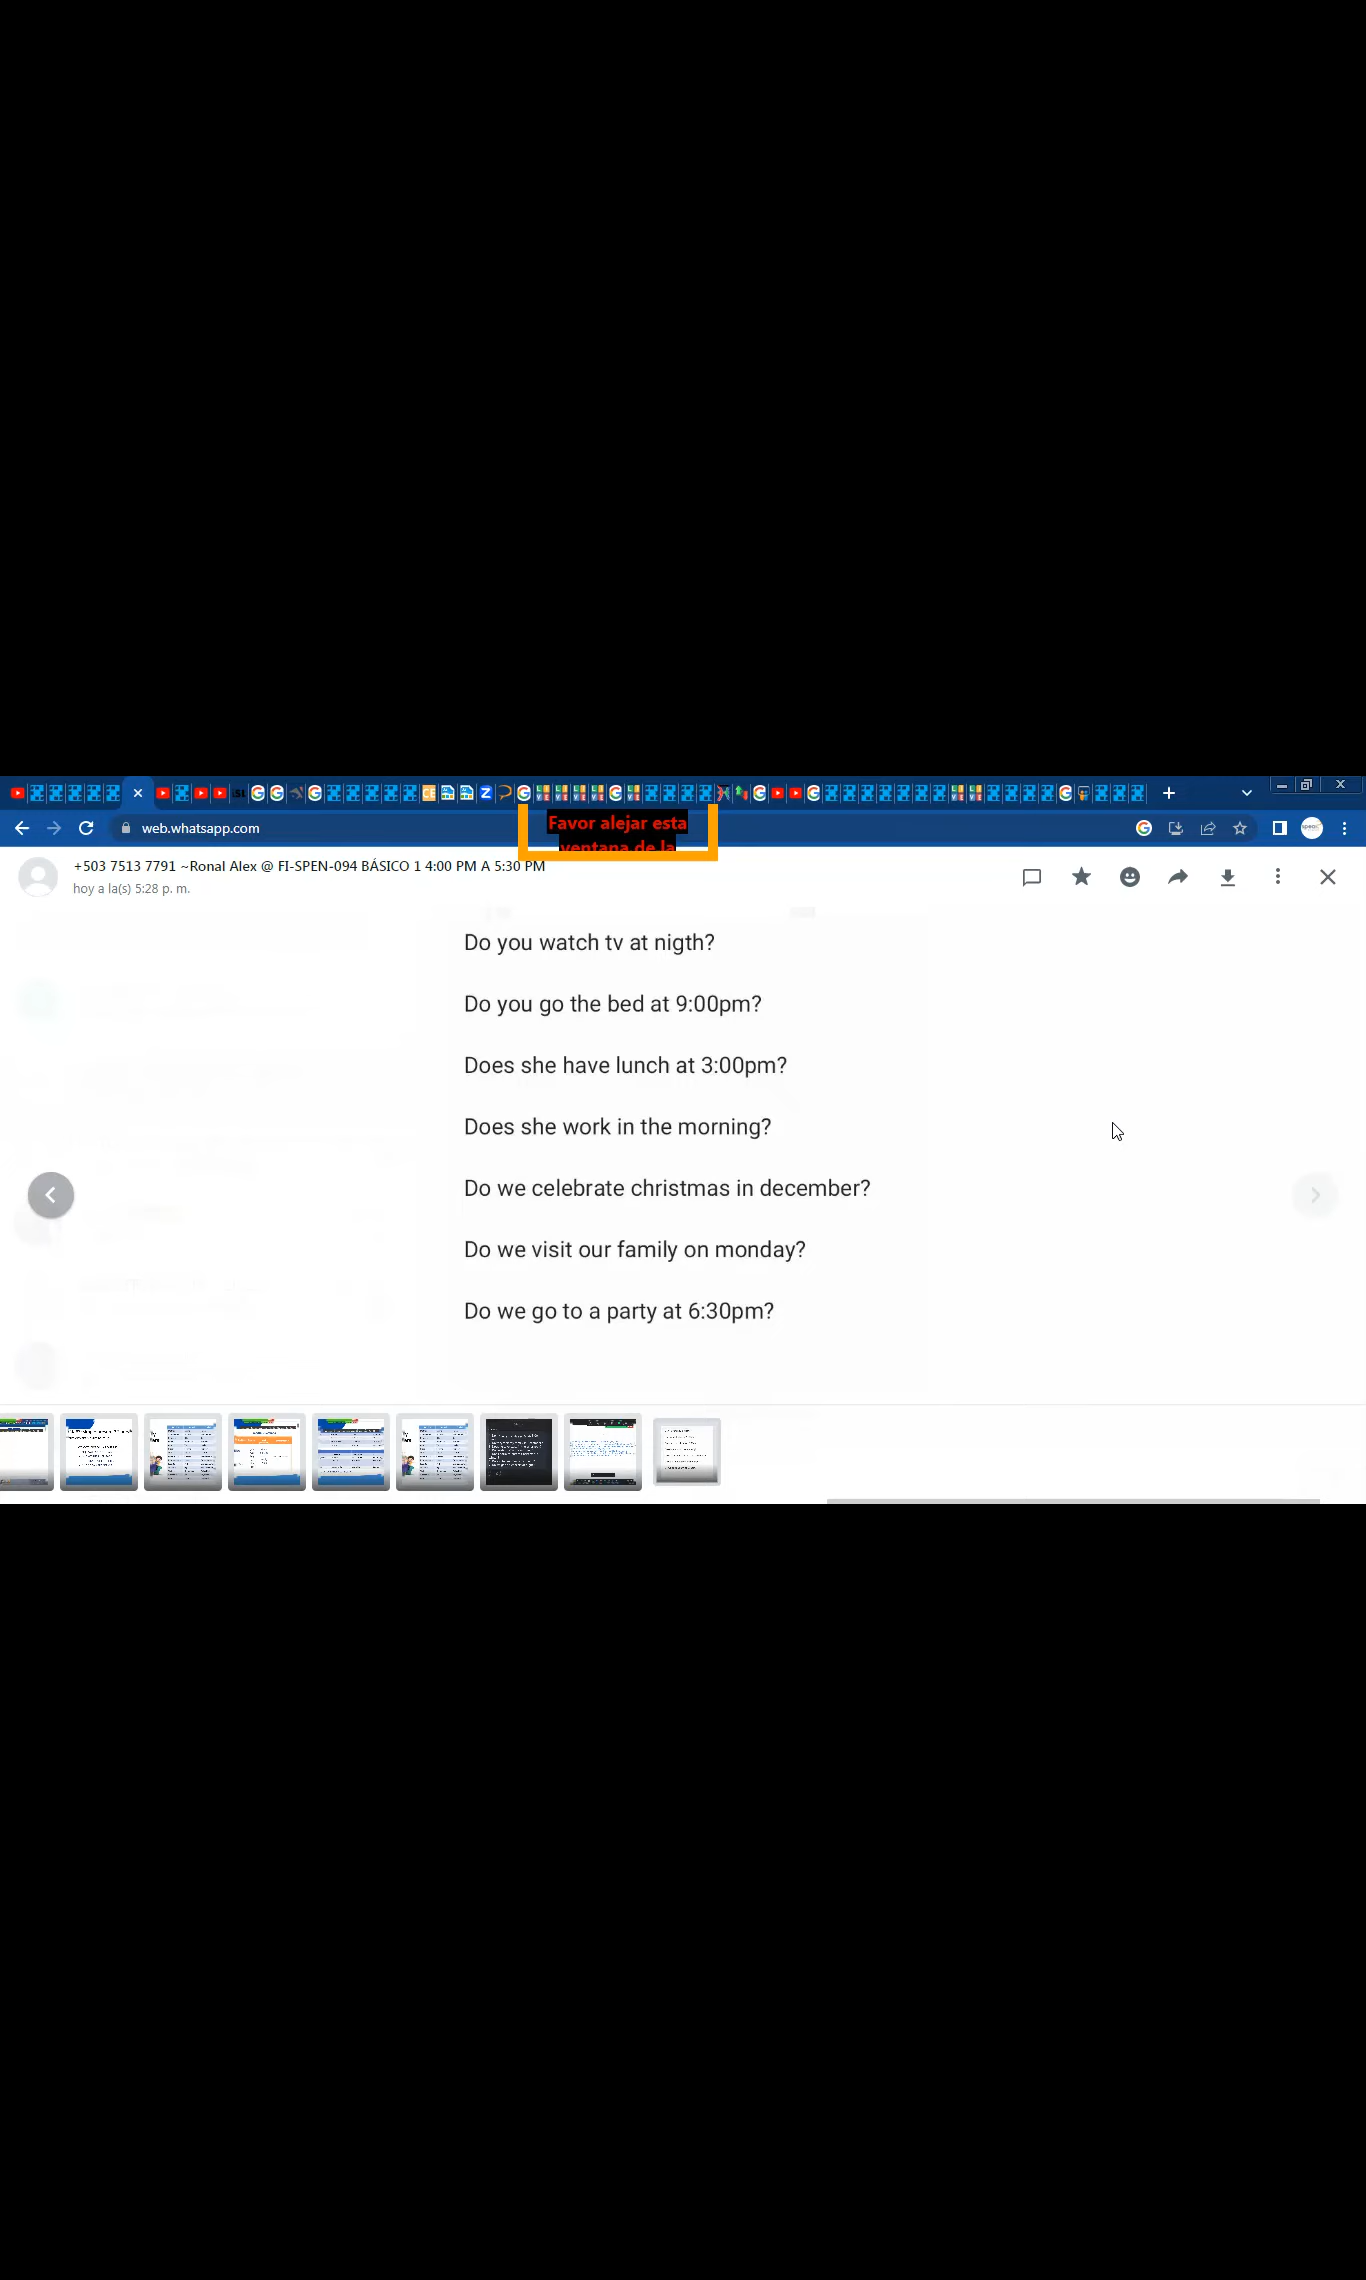 web.whatsapp.com
Favor alejar esta
ventana de la
+503 7513 7791 ~Ronal Alex @ FI-SPEN-094 BÁSICO 1 4:00 PM A 5:30 PM
hoy a la(s) 5:28 p. m.
Do you watch tv at nigth?
Do you go the bed at 9:00pm?
Does she have lunch at 3:00pm?
Does she work in the morning?
Do we celebrate christmas in december?
Do we visit our family on monday?
Do we go to a party at 6:30pm?